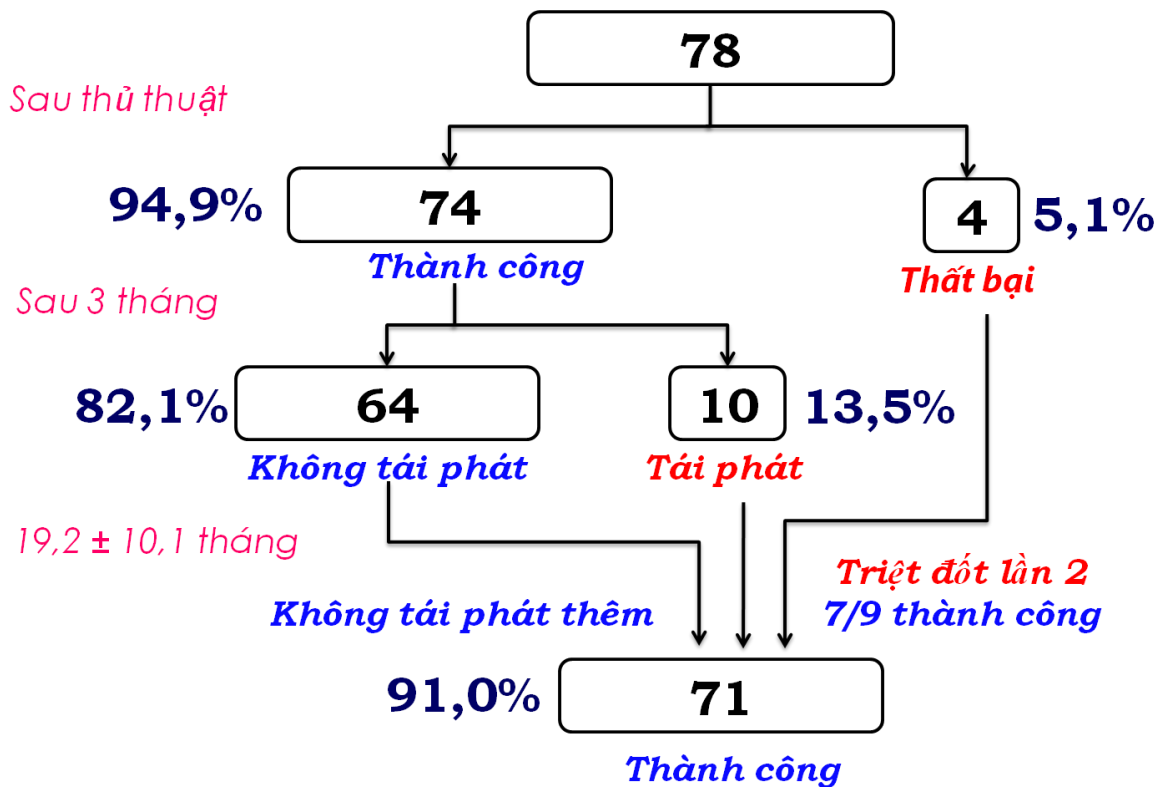 78
Sau thủ thuật
94,9%
74
4
5,1%
Thành công
Thất bại
Sau 3 tháng
82,1%
64
10
13,5%
Không tái phát
Tái phát
19,2 ± 10,1 tháng
Triệt đốt lần 2
Không tái phát thêm
7/9 thành công
91,0%
71
Thành công